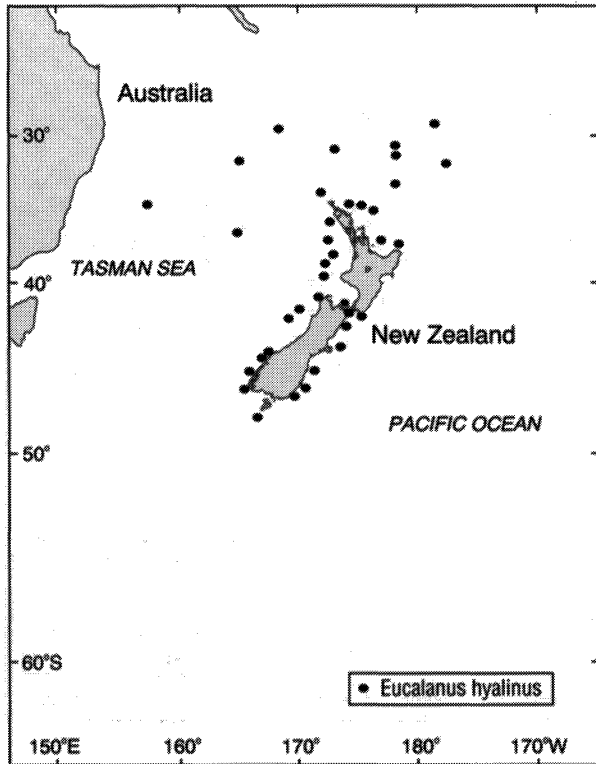 Australia
30°
TASMAN SEA
40°
New Zealand
PACIFIC OCEAN
50°
60°S
Eucalanus hyalinus
150°E 160° 170° 180° 170°W